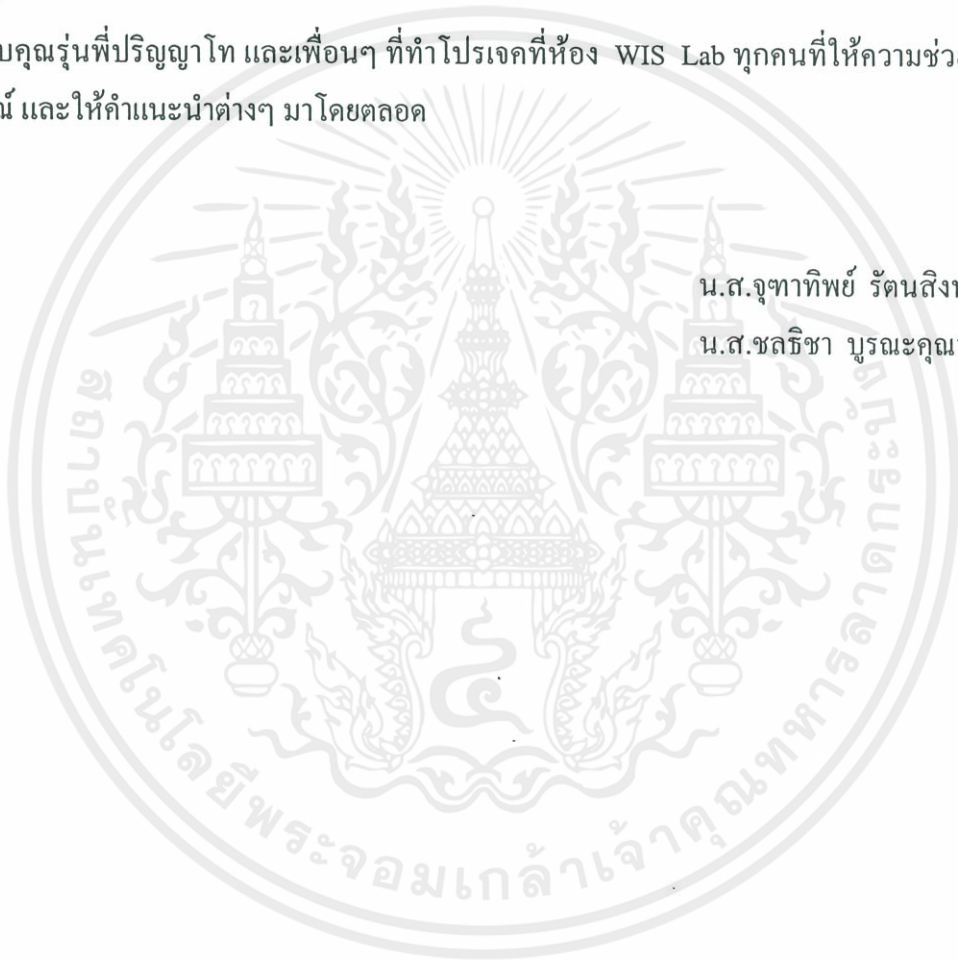 บคุณรุ่นพี่ปริญญาโท และเพื่อนๆ ที่ทำโปรเจคที่ห้อง WIS Lab ทุกคนที่ให้ความช่ว
ณ์ และให้คำแนะนำต่างๆ มาโดยตลอด
น.ส.จุฑาทิพย์ รัตนสิง
น.ส.ชลธิชา บูรณะคุณ
สถาบันเทคโนโลยีพระจอมเกล้าเจ้าคุณทหารลาดกระบัง